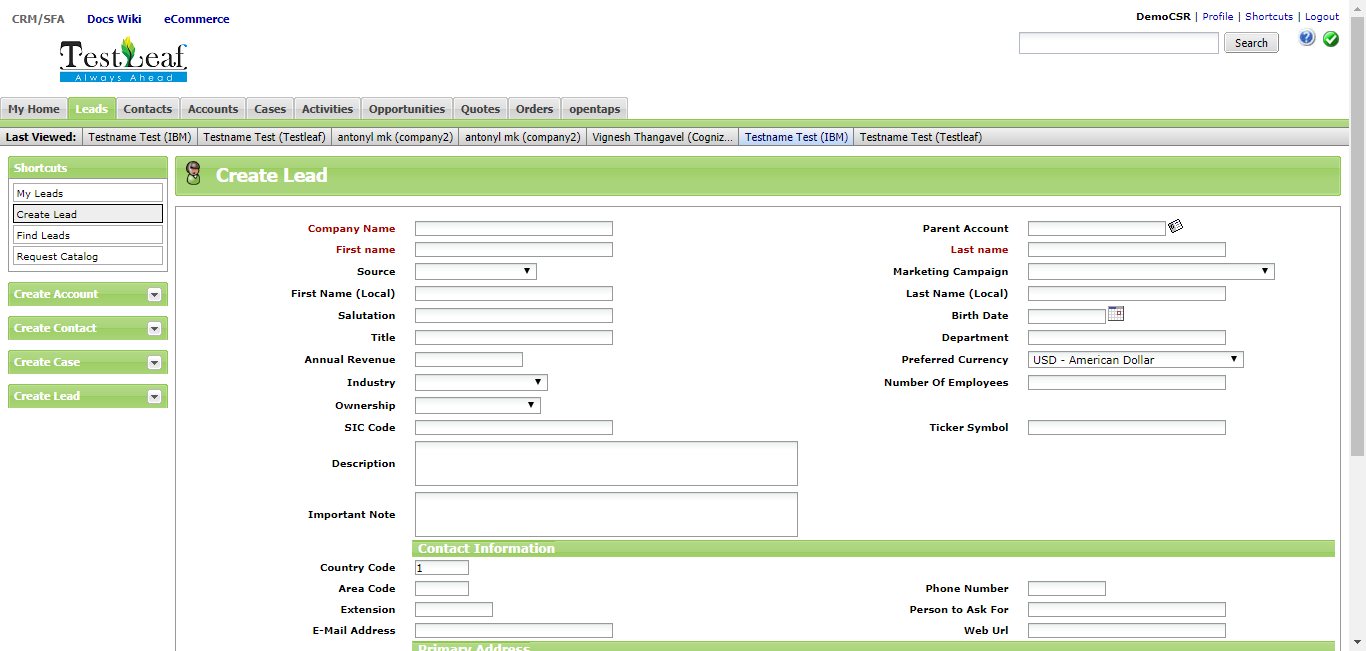 CRM/SFA Docs Wiki eCommerce
DemoCSR | Profile | Shortcuts | Logout
TestLeaf
Always Ahead
Search
My Home Leads Contacts Accounts Cases Activities Opportunities Quotes Orders opentaps
Last Viewed: Testname Test (IBM) Testname Test (Testleaf) antonyl mk (company2) antonyl mk (company2) Vignesh Thangavel (Cogniz... Testname Test (IBM) Testname Test (Testleaf)
Shortcuts
My Leads
Create Lead
Find Leads
Request Catalog
Create Account
Create Contact
Create Case
Create Lead
Create Lead
Company Name Parent Account
First name Last name
Source Marketing Campaign
First Name (Local) Last Name (Local)
Salutation Birth Date
Title Department
Annual Revenue Preferred Currency USD - American Dollar
Industry Number Of Employees
Ownership
SIC Code Ticker Symbol
Description
Important Note
Contact Information
Country Code 1
Area Code Phone Number
Extension Person to Ask For
E-Mail Address Web Url
Primary Address